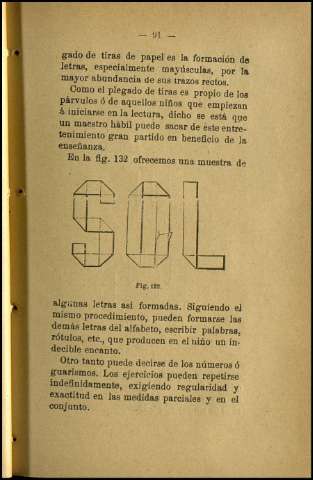 — 91 —
gado de tiras de papel es la formación de
letras, especialmente mayúsculas, por la
mayor abundancia de sus trazos rectos.
Como el plegado de tiras es propio de los
párvulos ó de aquellos niños que empiezan
á iniciarse en la lectura, dicho se está que
un maestro hábil puede sacar de este entre-
tenimiento gran partido en beneficio de la
enseñanza.
En la fig. 132 ofrecemos una muestra de
SOL
Fig. 132.
algunas letras así formadas. Siguiendo el
mismo procedimiento, pueden formarse las
demás letras del alfabeto, escribir palabras,
rótulos, etc., que producen en el niño un in-
decible encanto.
Otro tanto puede decirse de los números ó
guarismos. Los ejercicios pueden repetirse
indefinidamente, exigiendo regularidad y
exactitud en las medidas parciales y en el
conjunto.